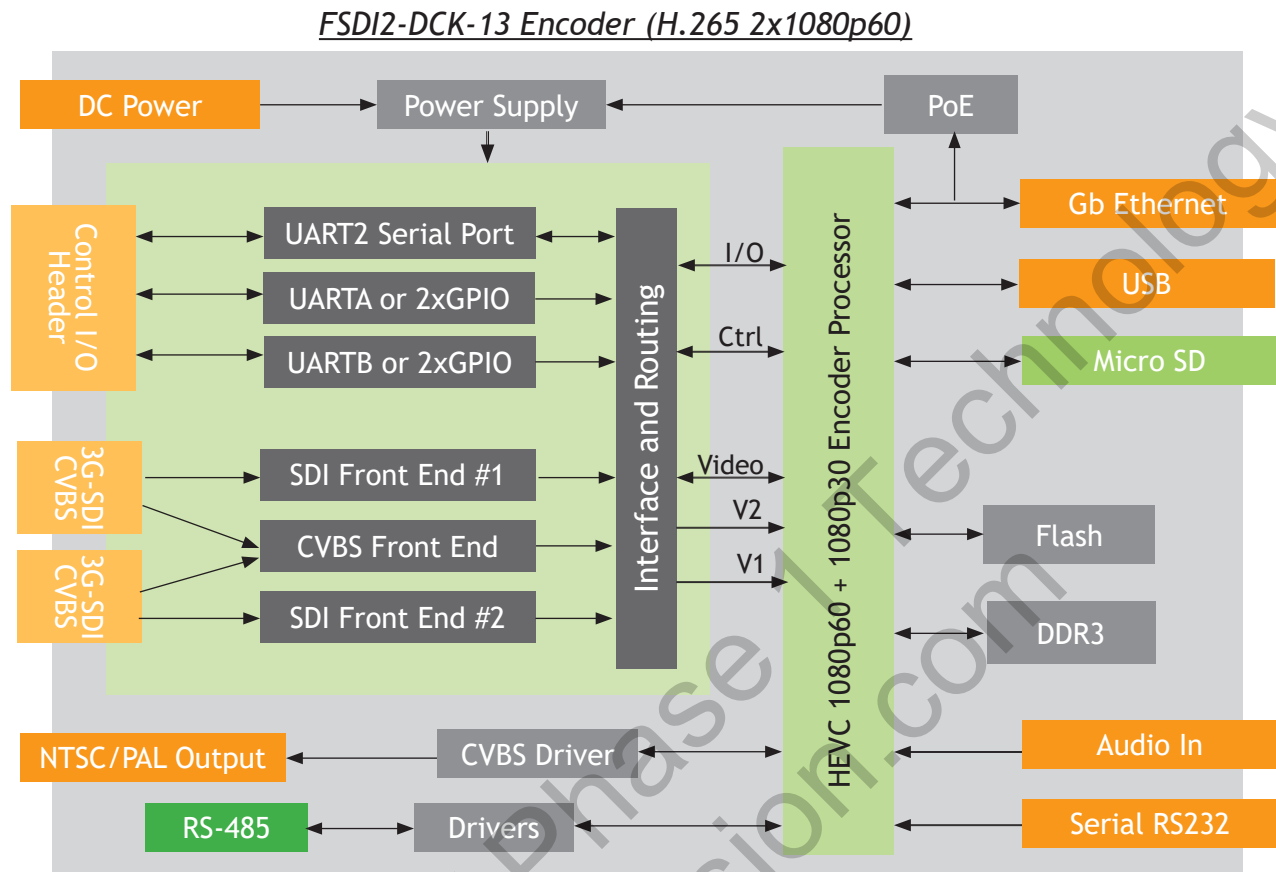 FSDI2-DCK-13 Encoder (H.265 2x1080p60)
DC Power
Power Supply
PoE
Control I/O
Header
UART2 Serial Port
UARTA or 2xGPIO
UARTB or 2xGPIO
3G-SDI
CVBS
3G-SDI
CVBS
SDI Front End #1
CVBS Front End
SDI Front End #2
Interface and Routing
I/O
Ctrl
Video
V2
V1
HEVC 1080p60 + 1080p30 Encoder Processor
Gb Ethernet
USB
Micro SD
Flash
DDR3
Audio In
Serial RS232
NTSC/PAL Output
CVBS Driver
RS-485
Drivers
Phase 1 Technology
sion.com